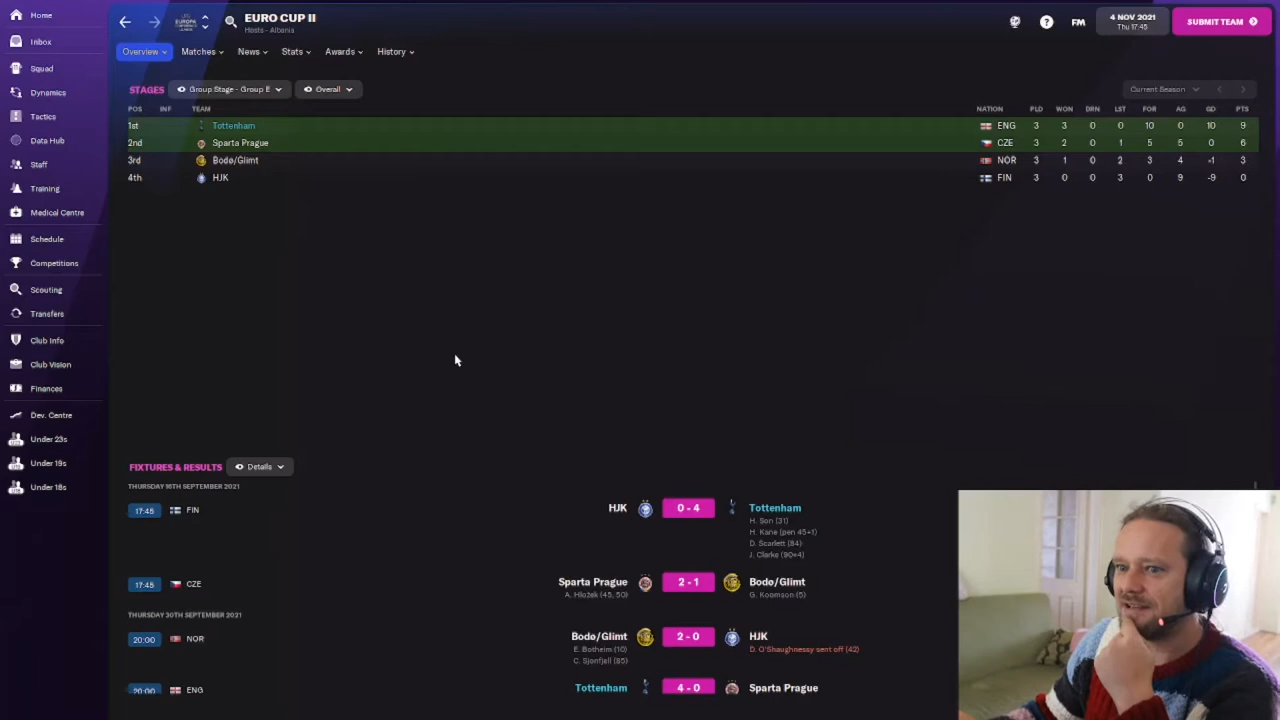 Home
EURO CUP II
Hosts - Albania
FM
4 NOV 2021
Thu 17:45
SUBMIT TEAM
Inbox
Overview
Matches
News
Stats
Awards
History
Squad
Dynamics
Tactics
Data Hub
Staff
Training
Medical Centre
Schedule
Competitions
Scouting
Transfers
Club Info
Club Vision
Finances
Dev. Centre
Under 23s
Under 19s
Under 18s
STAGES Group Stage - Group E Overall Current Season
POS INF TEAM NATION PLD WON DRN LST FOR AG GD PTS
1st Tottenham ENG 3 3 0 0 10 0 10 9
2nd Sparta Prague CZE 3 2 0 1 5 5 0 6
3rd Bodø/Glimt NOR 3 1 0 2 3 4 -1 3
4th HJK FIN 3 0 0 3 0 9 -9 0
FIXTURES & RESULTS Details
THURSDAY 16TH SEPTEMBER 2021
17:45 FIN HJK 0 - 4 Tottenham
H. Son (31)
H. Kane (pen 45+1)
D. Scarlett (84)
J. Clarke (90+4)
17:45 CZE Sparta Prague 2 - 1 Bodø/Glimt
A. Hložek (45, 50) G. Koomson (5)
THURSDAY 30TH SEPTEMBER 2021
20:00 NOR Bodø/Glimt 2 - 0 HJK
E. Botheim (10) D. O'Shaughnessy sent off (42)
C. Sjonfjell (85)
20:00 ENG Tottenham 4 - 0 Sparta Prague